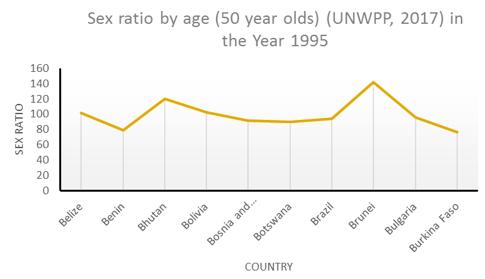 Sex ratio by age (50 year olds) (UNWPP, 2017) in
the Year 1995
160
140
120
100
80
60
40
20
0
SEX RATIO
Belize
Benin
Bhutan
Bolivia
Bosnia and...
Botswana
Brazil
Brunei
Bulgaria
Burkina Faso
COUNTRY